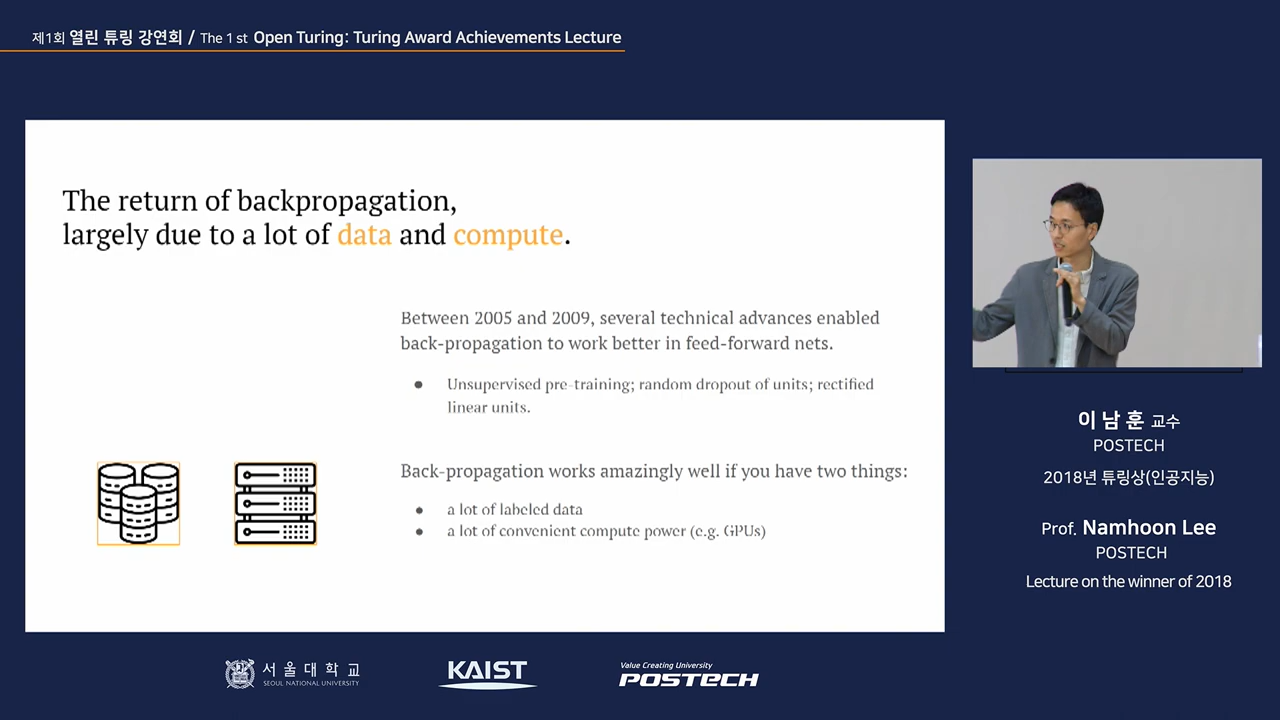 제1회 열린 튜링 강연회 / The 1 st Open Turing: Turing Award Achievements Lecture
The return of backpropagation,
largely due to a lot of data and compute.
Between 2005 and 2009, several technical advances enabled
back-propagation to work better in feed-forward nets.
● Unsupervised pre-training; random dropout of units; rectified
linear units.
Back-propagation works amazingly well if you have two things:
● a lot of labeled data
● a lot of convenient compute power (e.g. GPUs)
이 남 훈 교수
POSTECH
2018년 튜링상(인공지능)
Prof. Namhoon Lee
POSTECH
Lecture on the winner of 2018
서울대학교
SEOUL NATIONAL UNIVERSITY
KAIST
Value Creating University
POSTECH